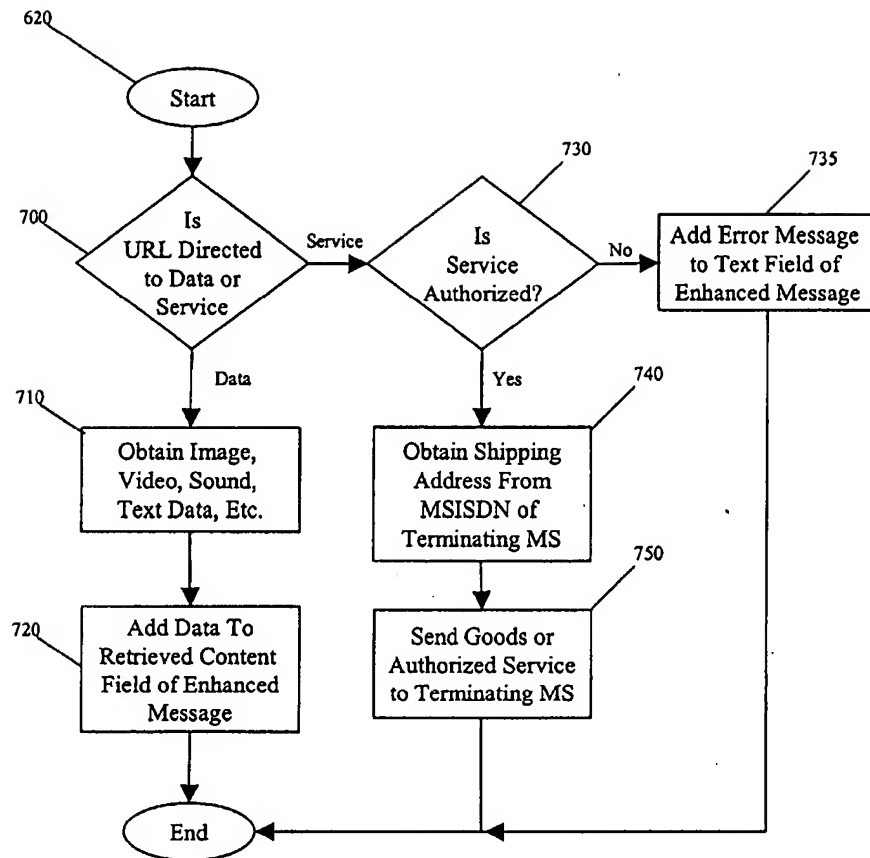 620
Start
730
735
700
Is
URL Directed
to Data or
Service
Service
Is
Service
Authorized?
No
Add Error Message
to Text Field of
Enhanced Message
Data
Yes
710
740
Obtain Image,
Video, Sound,
Text Data, Etc.
Obtain Shipping
Address From
MSISDN of
Terminating MS
750
720
Add Data To
Retrieved Content
Field of Enhanced
Message
Send Goods or
Authorized Service
to Terminating MS
End